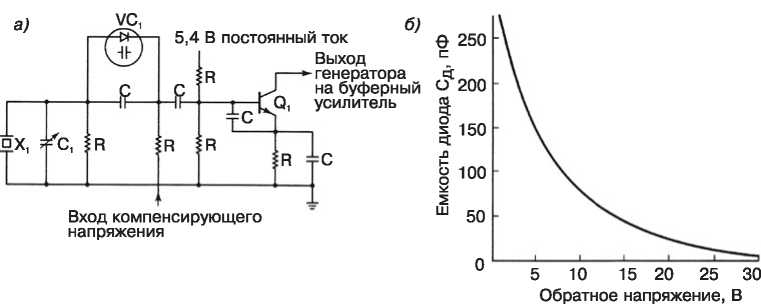 а)
VC1
5,4 В постоянный ток
Выход
генератора
на буферный
усилитель
R
C
C
Q1
C
X1
C1
R
R
R
R
C
Вход компенсирующего
напряжения
б)
Емкость диода Cд, пФ
250
200
150
100
50
0
5 10 15 20 25 30
Обратное напряжение, В